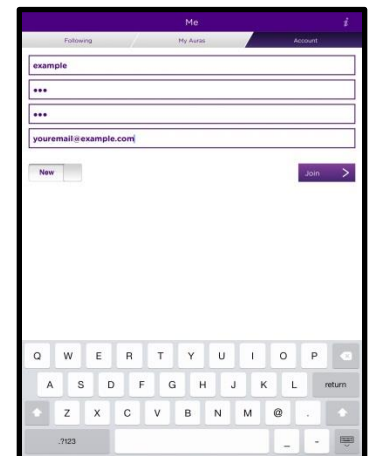 Me i
Following My Auras Account
example
•••
•••
youremail@example.com
New Join >
Q W E R T Y U I O P
A S D F G H J K L return
Z X C V B N M @ .
.?123 _ -